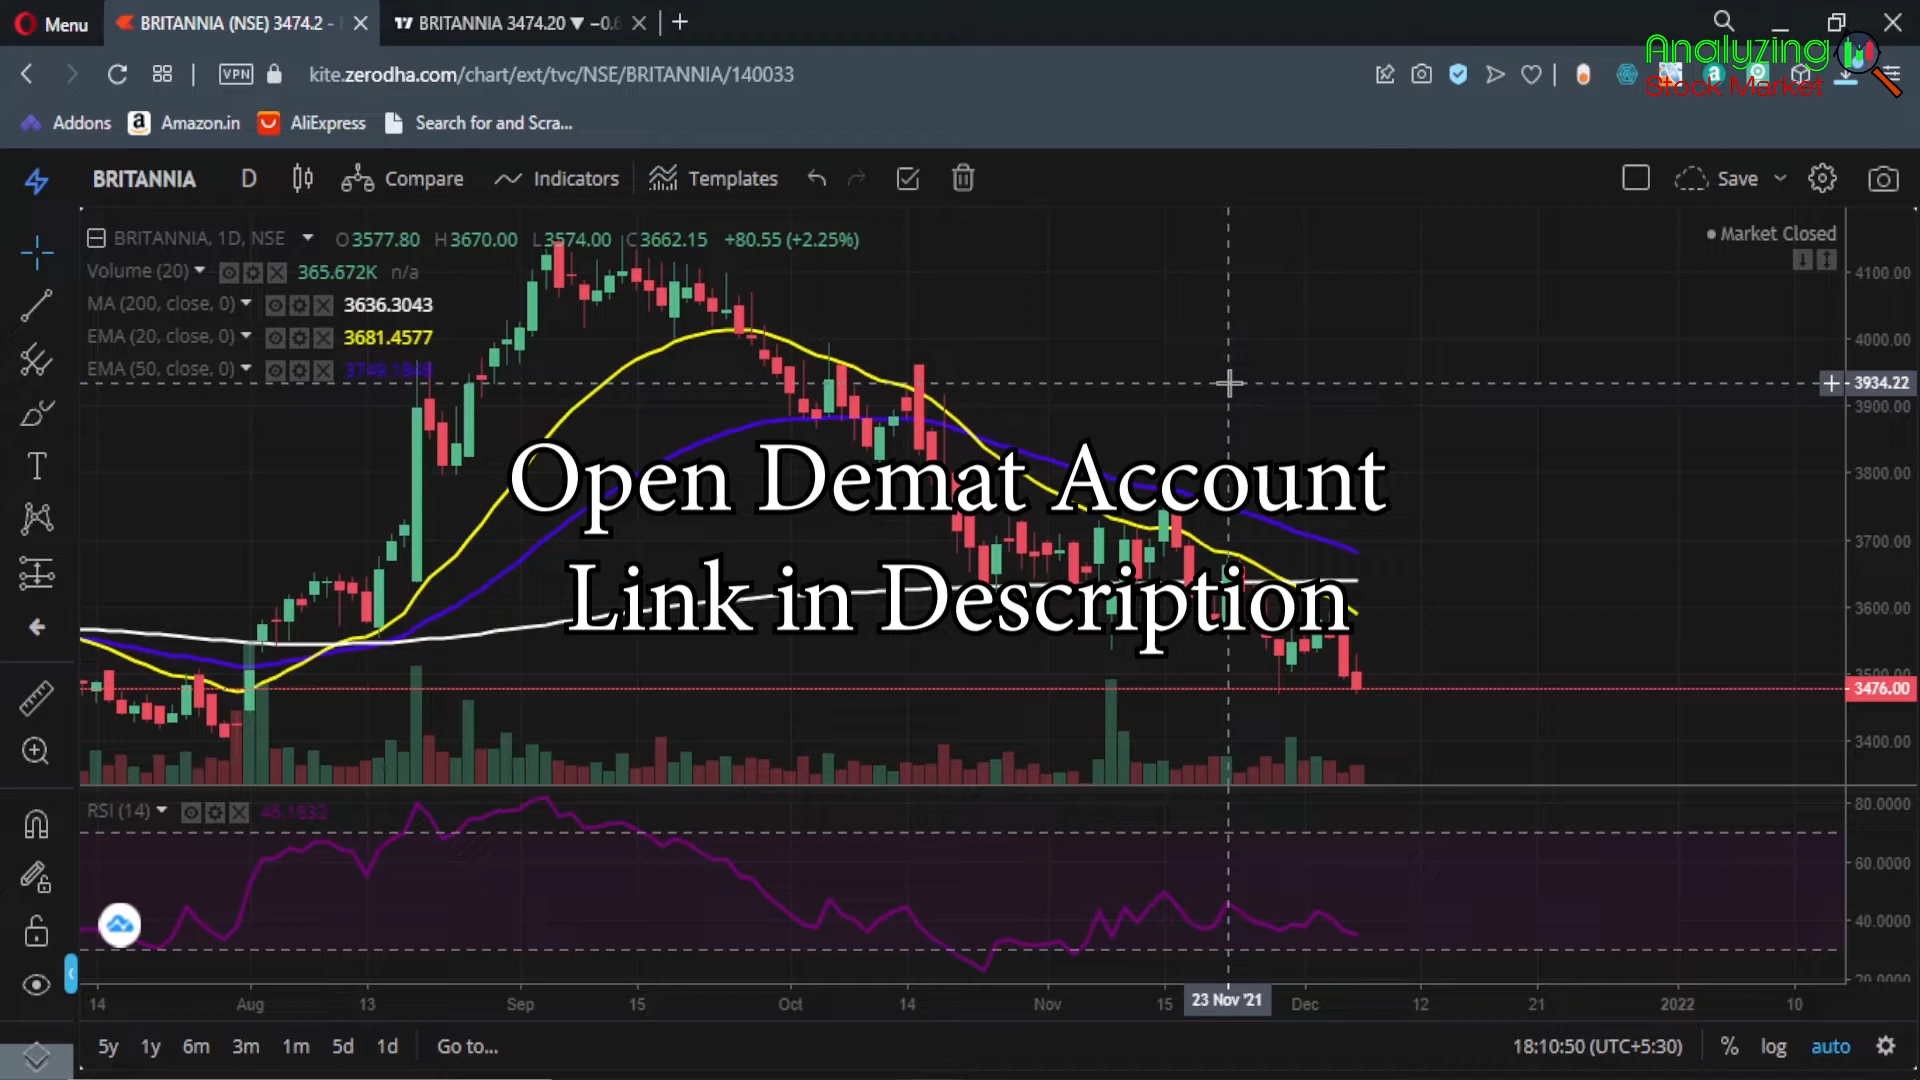 Menu
BRITANNIA (NSE) 3474.2 -
BRITANNIA 3474.20 ▼ −0.6
Analyzing
Stock Market
VPN
kite.zerodha.com/chart/ext/tvc/NSE/BRITANNIA/140033
Addons
Amazon.in
AliExpress
Search for and Scra...
BRITANNIA D Compare Indicators Templates Save
BRITANNIA, 1D, NSE O3577.80 H3670.00 L3574.00 C3662.15 +80.55 (+2.25%)
Market Closed
Volume (20) 365.672K n/a
MA (200, close, 0) 3636.3043
EMA (20, close, 0) 3681.4577
EMA (50, close, 0)
4100.00
4000.00
3934.22
3900.00
3800.00
3700.00
3600.00
3500.00
3476.00
3400.00
Open Demat Account
Link in Description
RSI (14)
80.0000
60.0000
40.0000
20.0000
14 Aug 13 Sep 15 Oct 14 Nov 15 23 Nov '21 Dec 12 21 2022 10
5y 1y 6m 3m 1m 5d 1d Go to...
18:10:50 (UTC+5:30) % log auto